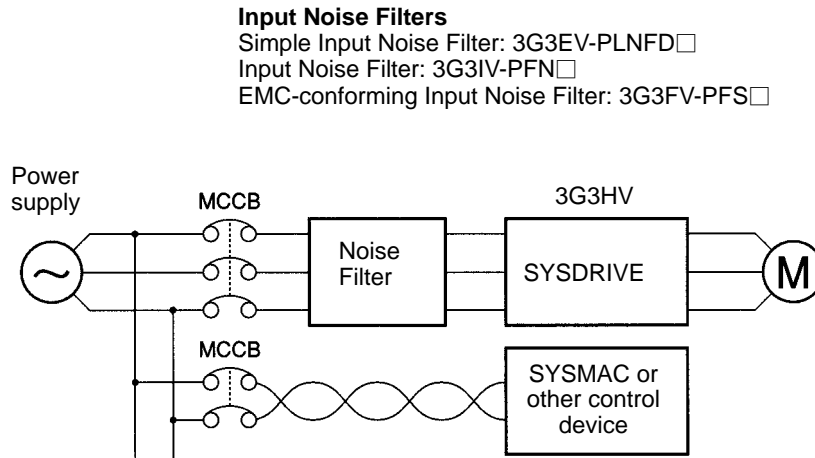 Input Noise Filters
Simple Input Noise Filter: 3G3EV-PLNFD□
Input Noise Filter: 3G3IV-PFN□
EMC-conforming Input Noise Filter: 3G3FV-PFS□
Power
supply
MCCB
3G3HV
Noise
Filter
SYSDRIVE
~
M
MCCB
SYSMAC or
other control
device